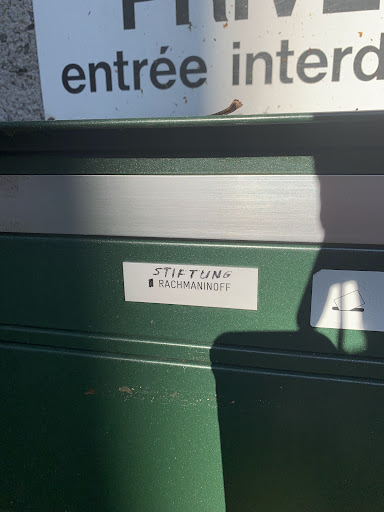 PRIVÉ
entrée interd
STIFTUNG
RACHMANINOFF